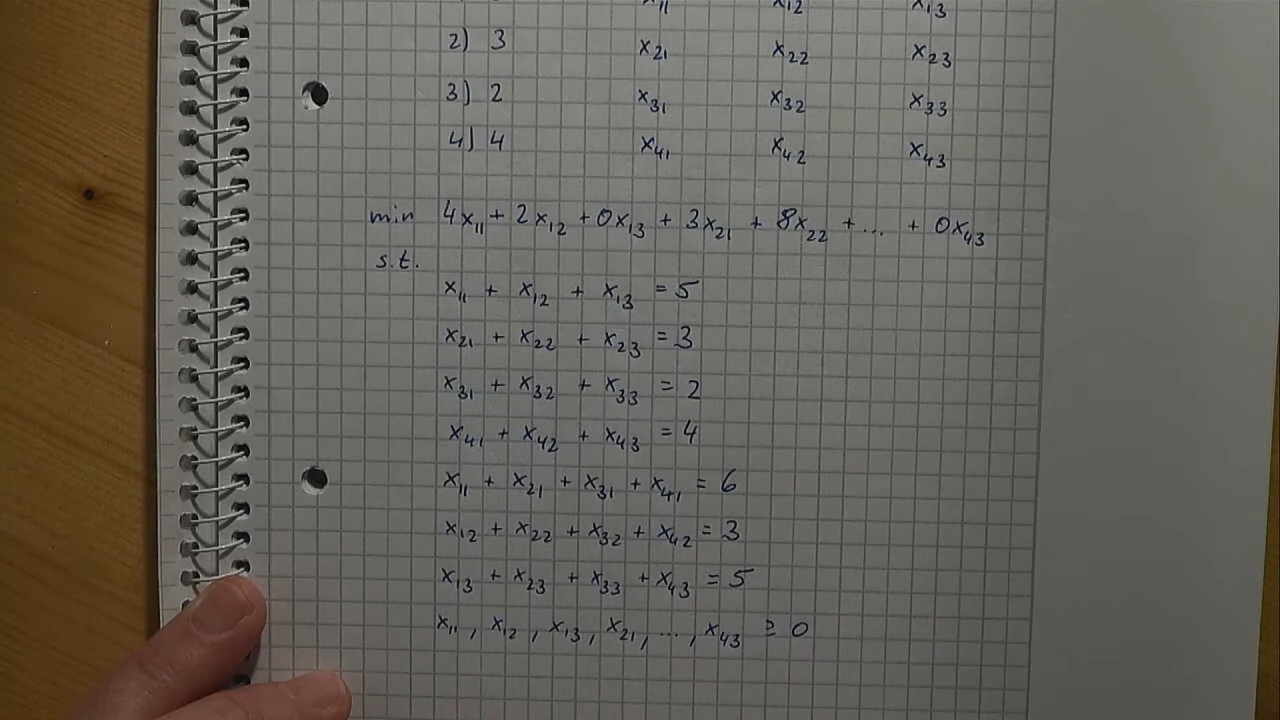 x₁₁ x₁₂ x₁₃
2) 3 x₂₁ x₂₂ x₂₃
3) 2 x₃₁ x₃₂ x₃₃
4) 4 x₄₁ x₄₂ x₄₃
min 4x₁₁ + 2x₁₂ + 0x₁₃ + 3x₂₁ + 8x₂₂ + ... + 0x₄₃
s.t.
x₁₁ + x₁₂ + x₁₃ = 5
x₂₁ + x₂₂ + x₂₃ = 3
x₃₁ + x₃₂ + x₃₃ = 2
x₄₁ + x₄₂ + x₄₃ = 4
x₁₁ + x₂₁ + x₃₁ + x₄₁ = 6
x₁₂ + x₂₂ + x₃₂ + x₄₂ = 3
x₁₃ + x₂₃ + x₃₃ + x₄₃ = 5
x₁₁, x₁₂, x₁₃, x₂₁, ..., x₄₃ ≥ 0